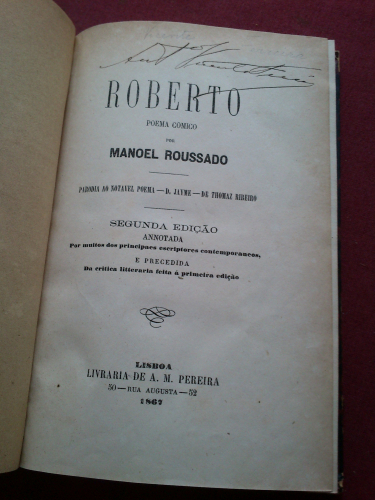 ROBERTO
POEMA COMICO
POR
MANOEL ROUSSADO
PARODIA AO NOTAVEL POEMA — D. JAYME — DE THOMAZ RIBEIRO
SEGUNDA EDIÇÃO
ANNOTADA
Por muitos dos principaes escriptores contemporaneos,
E PRECEDIDA
Da critica litteraria feita á primeira edição
LISBOA
LIVRARIA DE A. M. PEREIRA
50 — RUA AUGUSTA — 52
1867